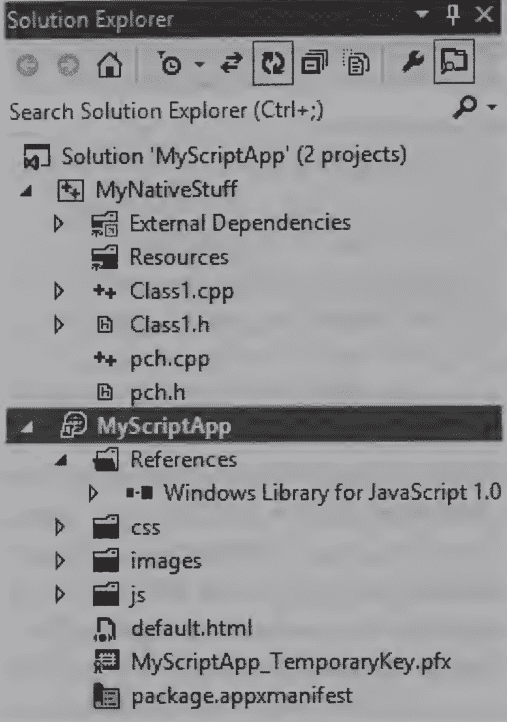 Solution Explorer
Search Solution Explorer (Ctrl+;)
Solution 'MyScriptApp' (2 projects)
MyNativeStuff
External Dependencies
Resources
Class1.cpp
Class1.h
pch.cpp
pch.h
MyScriptApp
References
Windows Library for JavaScript 1.0
css
images
js
default.html
MyScriptApp_TemporaryKey.pfx
package.appxmanifest